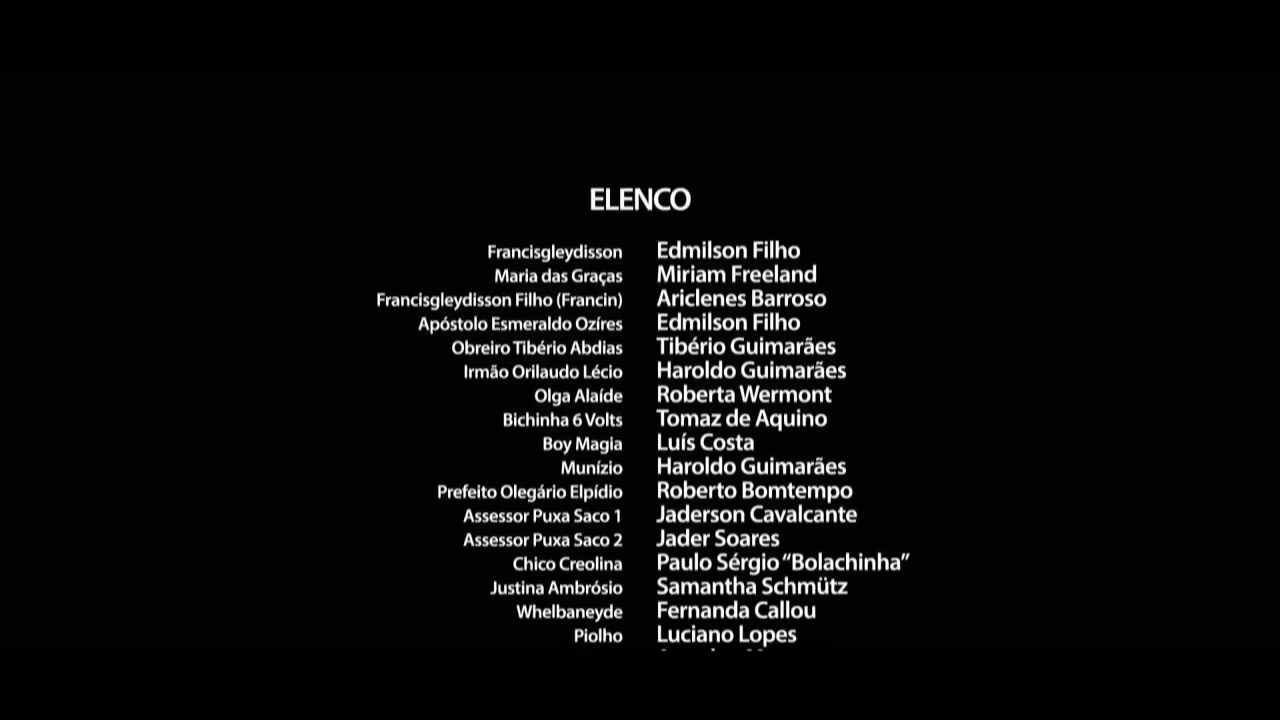 ELENCO
Francisgleydisson Edmilson Filho
Maria das Graças Miriam Freeland
Francisgleydisson Filho (Francin) Ariclenes Barroso
Apóstolo Esmeraldo Ozíres Edmilson Filho
Obreiro Tibério Abdias Tibério Guimarães
Irmão Orilaudo Lécio Haroldo Guimarães
Olga Alaíde Roberta Wermont
Bichinha 6 Volts Tomaz de Aquino
Boy Magia Luís Costa
Munízio Haroldo Guimarães
Prefeito Olegário Elpídio Roberto Bomtempo
Assessor Puxa Saco 1 Jaderson Cavalcante
Assessor Puxa Saco 2 Jader Soares
Chico Creolina Paulo Sérgio “Bolachinha”
Justina Ambrósio Samantha Schmütz
Whelbaneyde Fernanda Callou
Piolho Luciano Lopes